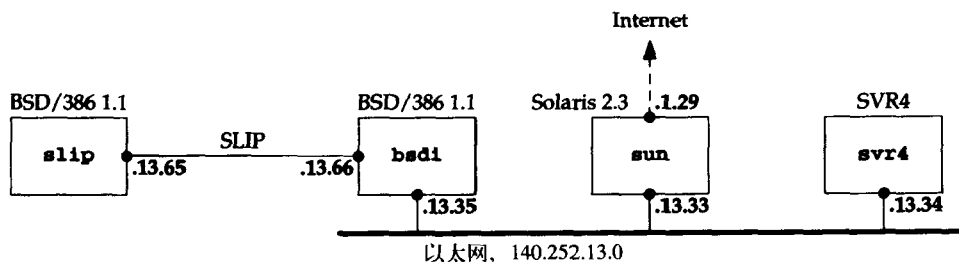 Internet
BSD/386 1.1
BSD/386 1.1
Solaris 2.3
.1.29
SVR4
slip
SLIP
bsdi
sun
svr4
.13.65
.13.66
.13.35
.13.33
.13.34
以太网，140.252.13.0